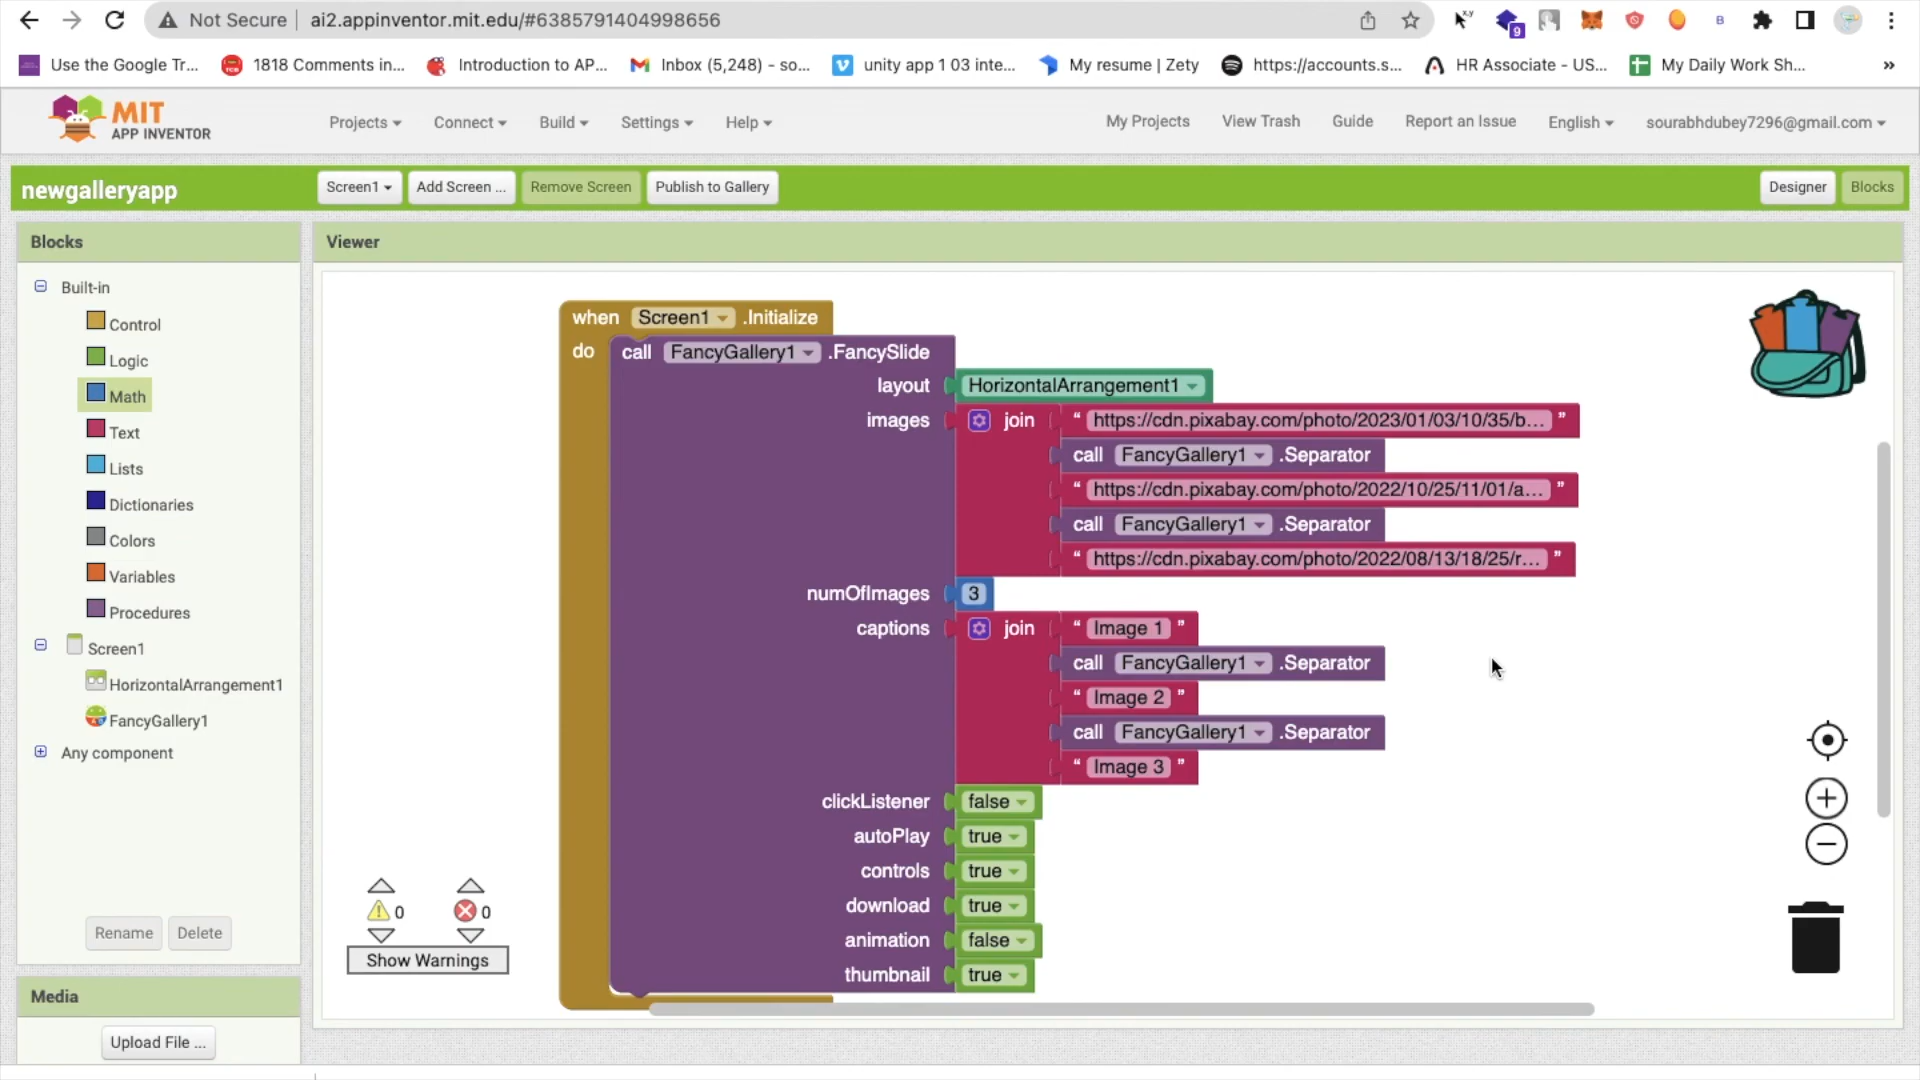 Not Secure
ai2.appinventor.mit.edu/#6385791404998656
9
B
Use the Google Tr...
1818 Comments in...
Introduction to AP...
Inbox (5,248) - so...
unity app 1 03 inte...
My resume | Zety
https://accounts.s...
HR Associate - US...
My Daily Work Sh...
»
MIT
APP INVENTOR
Projects
Connect
Build
Settings
Help
My Projects
View Trash
Guide
Report an Issue
English
sourabhdubey7296@gmail.com
newgalleryapp
Screen1
Add Screen ...
Remove Screen
Publish to Gallery
Designer
Blocks
Blocks
Built-in
Control
Logic
Math
Text
Lists
Dictionaries
Colors
Variables
Procedures
Screen1
HorizontalArrangement1
FancyGallery1
Any component
Rename
Delete
Media
Upload File ...
Viewer
when Screen1 .Initialize
do call FancyGallery1 .FancySlide
layout HorizontalArrangement1
images join “ https://cdn.pixabay.com/photo/2023/01/03/10/35/b... ”
call FancyGallery1 .Separator
“ https://cdn.pixabay.com/photo/2022/10/25/11/01/a... ”
call FancyGallery1 .Separator
“ https://cdn.pixabay.com/photo/2022/08/13/18/25/r... ”
numOfImages 3
captions join “ Image 1 ”
call FancyGallery1 .Separator
“ Image 2 ”
call FancyGallery1 .Separator
“ Image 3 ”
clickListener false
autoPlay true
controls true
download true
animation false
thumbnail true
0
0
Show Warnings